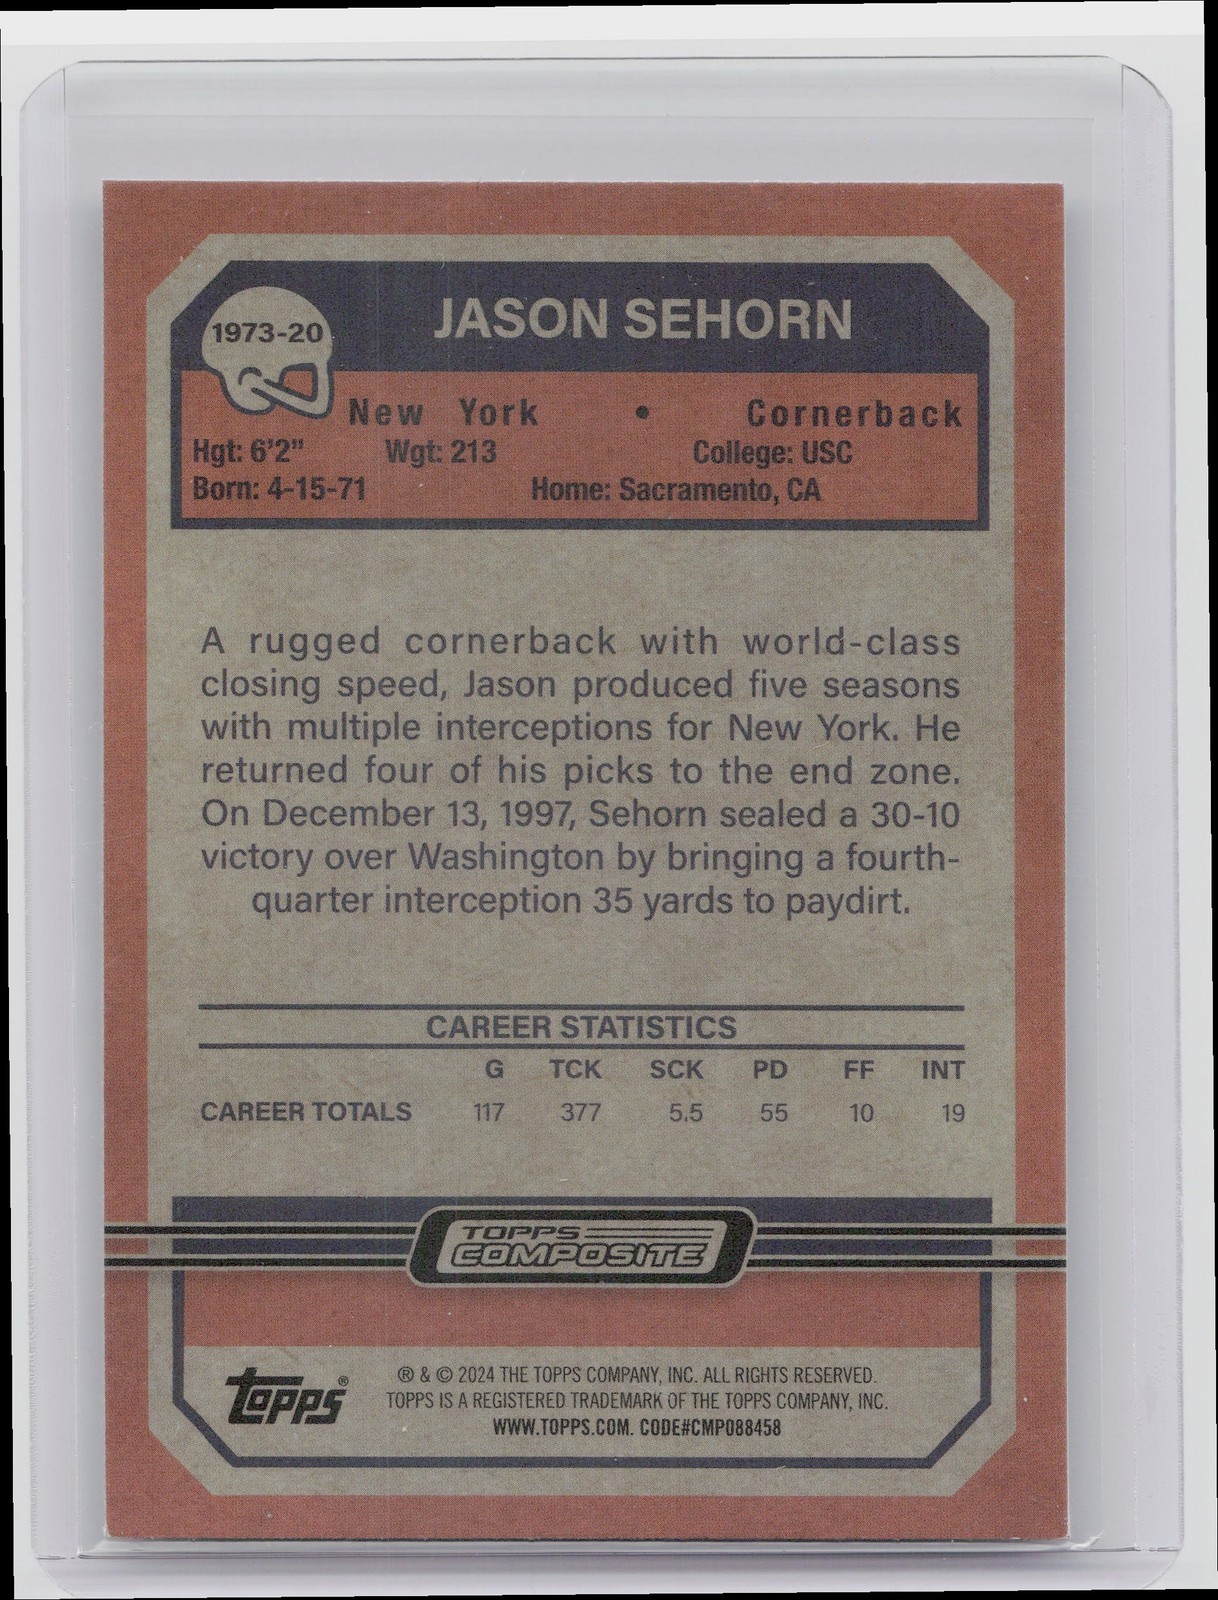 JASON SEHORN
1973-20
New York • Cornerback
Hgt: 6'2" Wgt: 213 College: USC
Born: 4-15-71 Home: Sacramento, CA
A rugged cornerback with world-class
closing speed, Jason produced five seasons
with multiple interceptions for New York. He
returned four of his picks to the end zone.
On December 13, 1997, Sehorn sealed a 30-10
victory over Washington by bringing a fourth-
quarter interception 35 yards to paydirt.
CAREER STATISTICS
G TCK SCK PD FF INT
CAREER TOTALS 117 377 5.5 55 10 19
TOPPS
COMPOSITE
Topps®
® & © 2024 THE TOPPS COMPANY, INC. ALL RIGHTS RESERVED.
TOPPS IS A REGISTERED TRADEMARK OF THE TOPPS COMPANY, INC.
WWW.TOPPS.COM. CODE#CMP088458